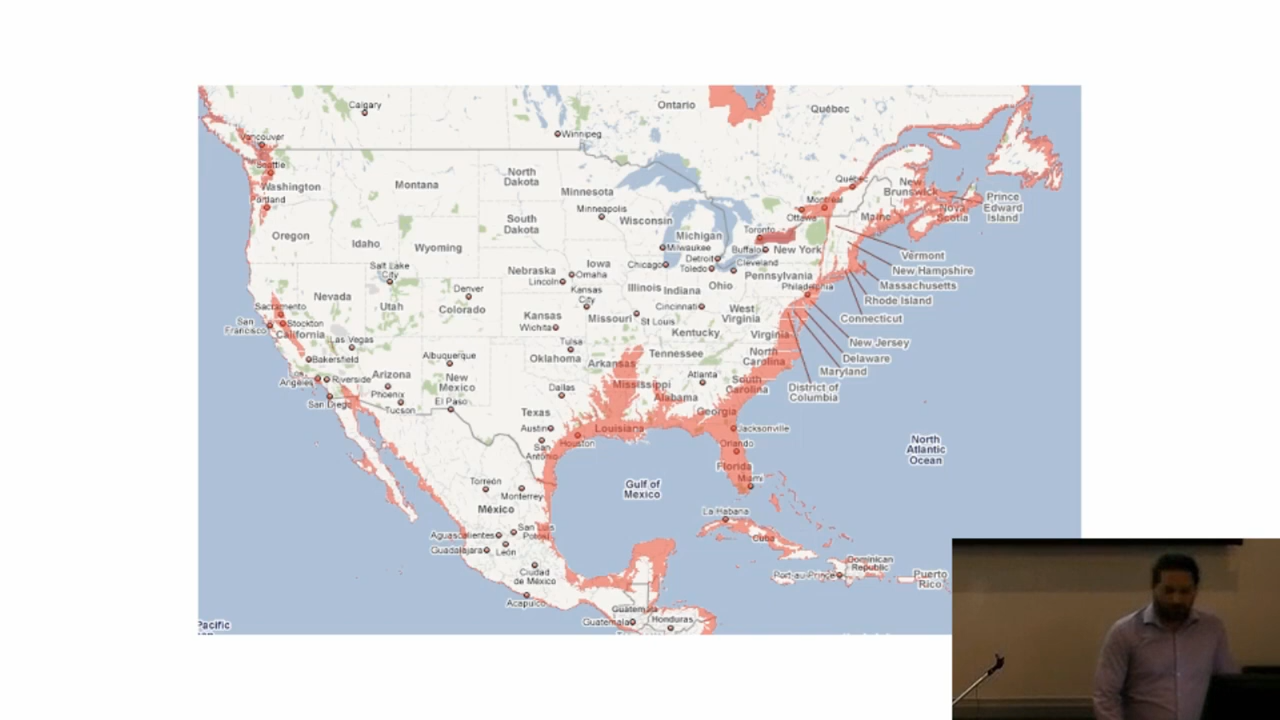 Calgary
Ontario
Québec
Vancouver
Winnipeg
Seattle
Washington
Montana
North
Dakota
Minnesota
Québec
New
Brunswick
Prince
Edward
Island
Portland
Minneapolis
Montreal
Nova
Scotia
Ottawa
Maine
South
Dakota
Wisconsin
Oregon
Idaho
Wyoming
Michigan
Toronto
Milwaukee
Buffalo
New York
Vermont
Salt Lake
City
Iowa
Chicago
Detroit
Toledo
Cleveland
New Hampshire
Nebraska
Omaha
Lincoln
Pennsylvania
Massachusetts
Nevada
Denver
Kansas
City
Illinois
Indiana
Ohio
Philadelphia
Rhode Island
Sacramento
Utah
Colorado
Cincinnati
West
Virginia
Connecticut
San
Francisco
Stockton
California
Kansas
Missouri
St Louis
Wichita
Kentucky
Virginia
Las Vegas
Tulsa
New Jersey
Bakersfield
Albuquerque
Oklahoma
Arkansas
Tennessee
North
Carolina
Delaware
Maryland
Angeles
Riverside
Arizona
New
Mexico
Atlanta
South
Carolina
District of
Columbia
Phoenix
Dallas
Mississippi
Alabama
San Diego
Tucson
El Paso
Texas
Georgia
Austin
Louisiana
Jacksonville
San
Antonio
Houston
Orlando
North
Atlantic
Ocean
Florida
Miami
Torreón
Monterrey
Gulf of
Mexico
México
La Habana
Aguascalientes
San Luis
Potosí
Cuba
Guadalajara
León
Dominican
Republic
Port-au-Prince
Puerto
Rico
Ciudad
de México
Acapulco
Guatemala
Guatemala
Honduras
Pacific